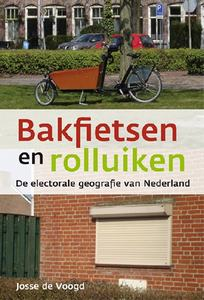 Bakfietsen
en rolluiken
De electorale geografie van Nederland
Josse de Voogd